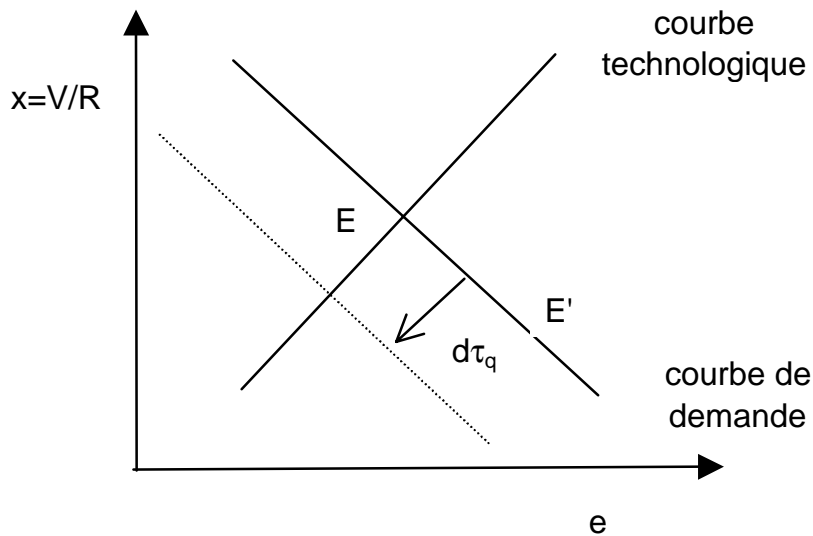 courbe
technologique
x=V/R
E
E'
dτq
courbe de
demande
e